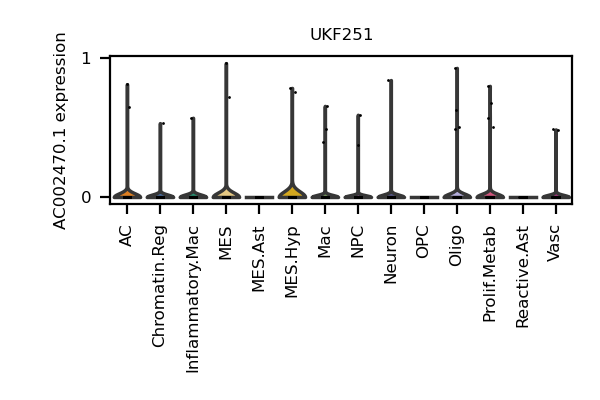 UKF251
AC002470.1 expression
1
0
AC
Chromatin.Reg
Inflammatory.Mac
MES
MES.Ast
MES.Hyp
Mac
NPC
Neuron
OPC
Oligo
Prolif.Metab
Reactive.Ast
Vasc